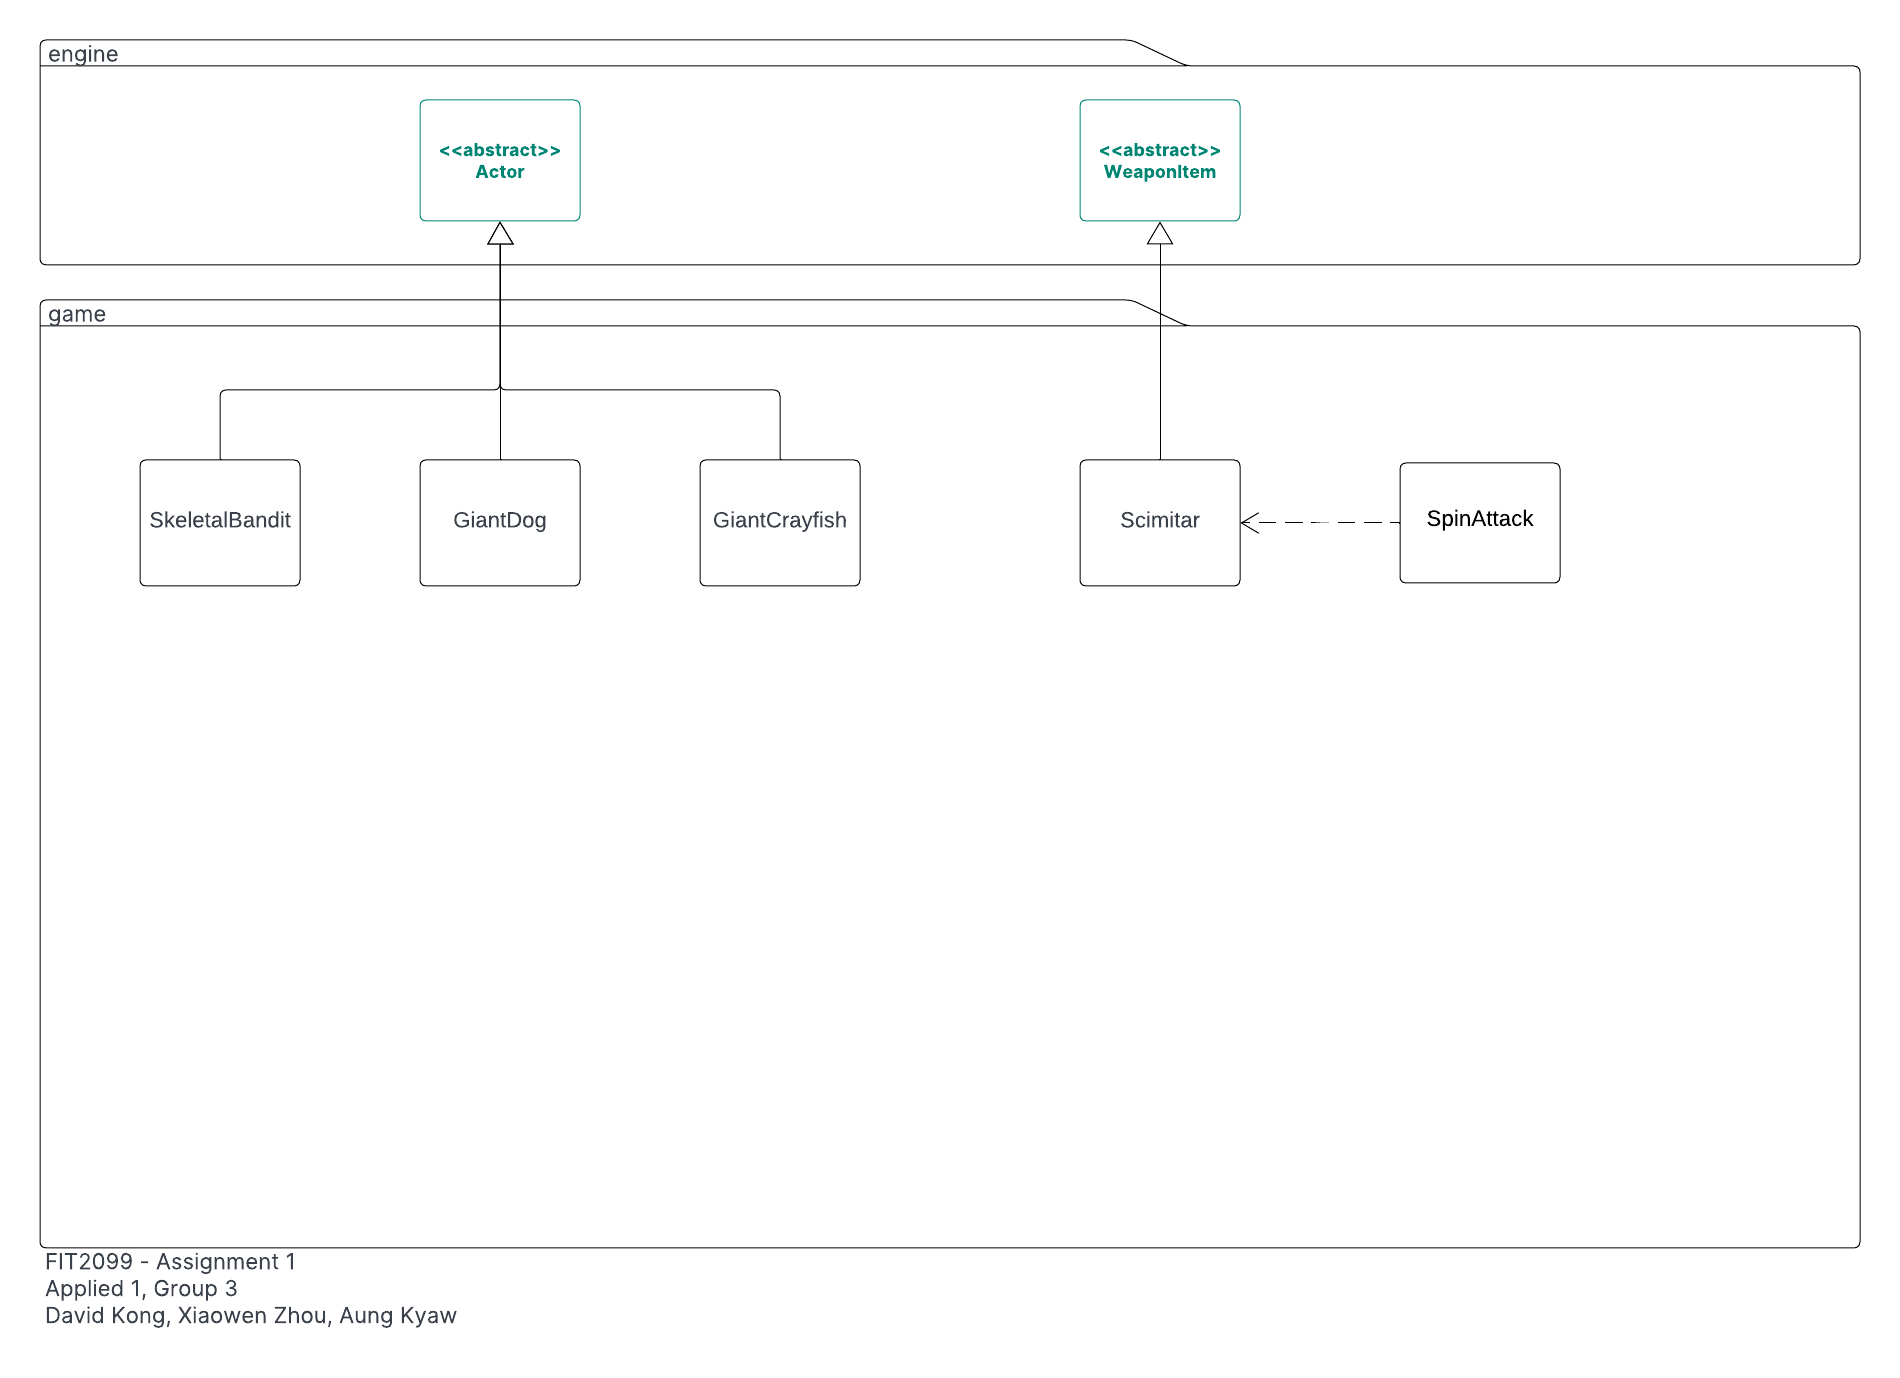 engine
<<abstract>>
Actor
<<abstract>>
WeaponItem
game
SkeletalBandit
GiantDog
GiantCrayfish
Scimitar
SpinAttack
FIT2099 - Assignment 1
Applied 1, Group 3
David Kong, Xiaowen Zhou, Aung Kyaw